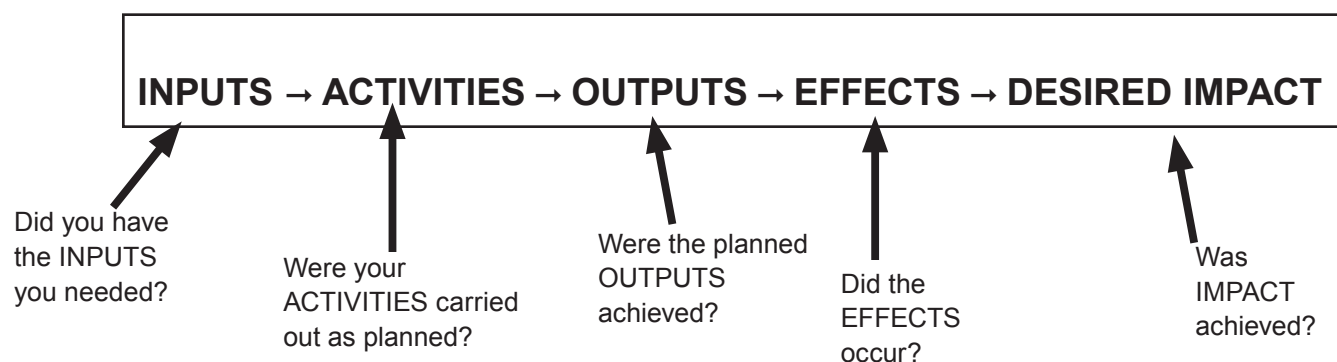 INPUTS → ACTIVITIES → OUTPUTS → EFFECTS → DESIRED IMPACT
Did you have
the INPUTS
you needed?
Were your
ACTIVITIES carried
out as planned?
Were the planned
OUTPUTS
achieved?
Did the
EFFECTS
occur?
Was
IMPACT
achieved?